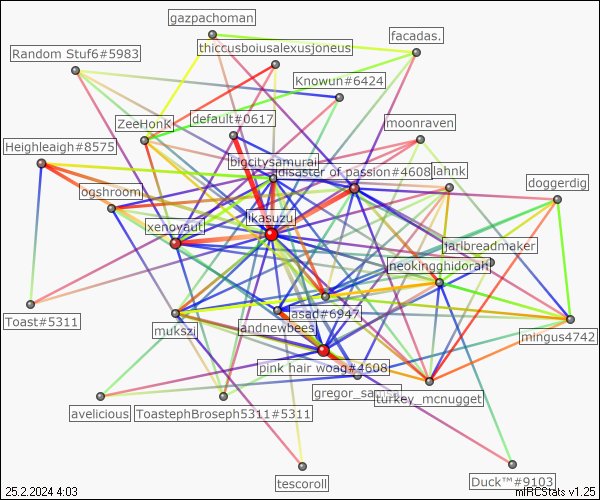 gazpachoman
facadas.
thiccusboiusalexusjoneus
Random Stuf6#5983
Knowun#6424
default#0617
ZeeHonK
moonraven
Heighleaigh#8575
bigcitysamurai
disaster of passion#4608
lahnk
doggerdig
ogshroom
ikasuzu
xenoyaut
jaribreadmaker
neokingghidorah
asad#6947
Toast#5311
mukszi
andnewbees
mingus4742
pink hair woag#4608
gregor_samsa
turkey_mcnugget
avelicious
ToastephBroseph5311#5311
tescoroll
Duck™#9103
25.2.2024 4:03
mIRCStats v1.25